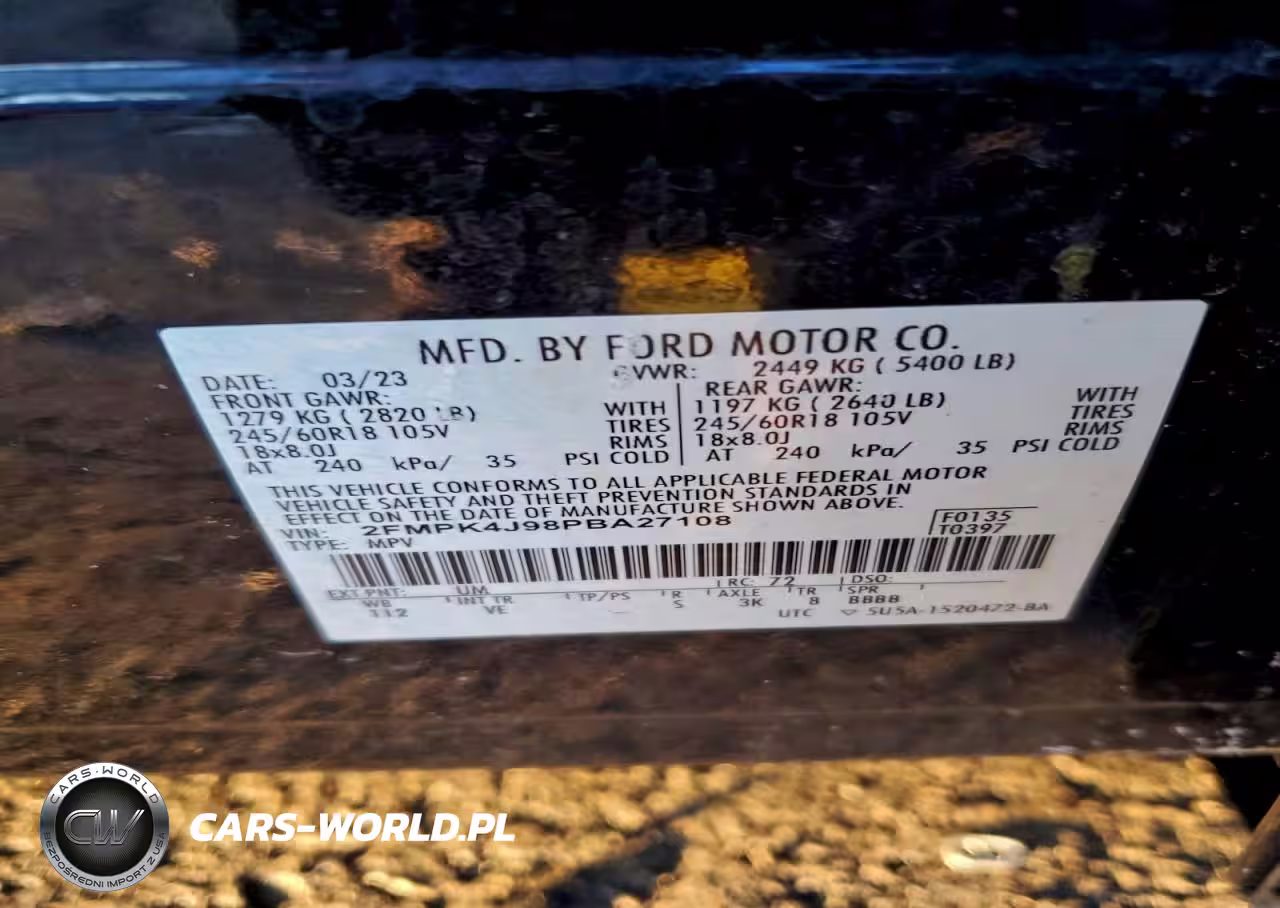 MFD. BY FORD MOTOR CO.
DATE: 03/23 GVWR: 2449 KG ( 5400 LB)
FRONT GAWR: REAR GAWR:
1279 KG ( 2820 LB) WITH 1197 KG ( 2640 LB) WITH
245/60R18 105V TIRES 245/60R18 105V TIRES
18x8.0J RIMS 18x8.0J RIMS
AT 240 kPa/ 35 PSI COLD AT 240 kPa/ 35 PSI COLD
THIS VEHICLE CONFORMS TO ALL APPLICABLE FEDERAL MOTOR
VEHICLE SAFETY AND THEFT PREVENTION STANDARDS IN
EFFECT ON THE DATE OF MANUFACTURE SHOWN ABOVE.
VIN: 2FMPK4J98PBA27108 F0135
TYPE: MPV T0397
EXT PNT: UM RC: 72 DSO:
WB INT TR TP/PS R AXLE TR SPR
112 VE S 3K 8 BBBB
UTC ▽ 5U5A-1520472-BA
CARS-WORLD
CW
BEZPOŚREDNI IMPORT Z USA
CARS-WORLD.PL